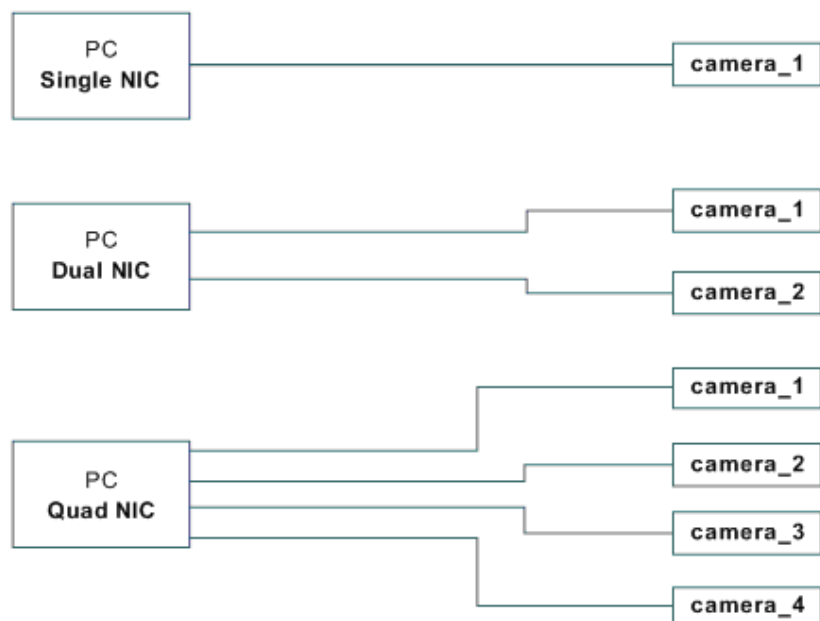 PC
Single NIC
camera_1
PC
Dual NIC
camera_1
camera_2
PC
Quad NIC
camera_1
camera_2
camera_3
camera_4